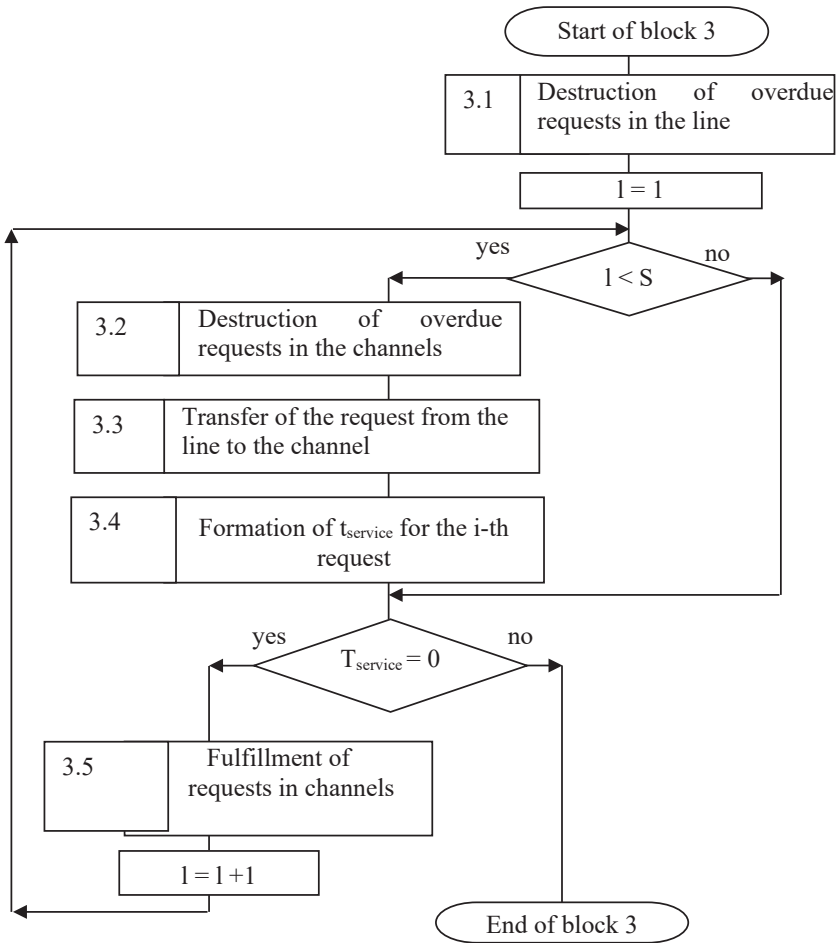 Start of block 3
3.1
Destruction of overdue
requests in the line
l = 1
yes
no
l < S
3.2
Destruction of overdue
requests in the channels
3.3
Transfer of the request from the
line to the channel
3.4
Formation of tservice for the i-th
request
yes
no
Tservice = 0
3.5
Fulfillment of
requests in channels
l = l +1
End of block 3